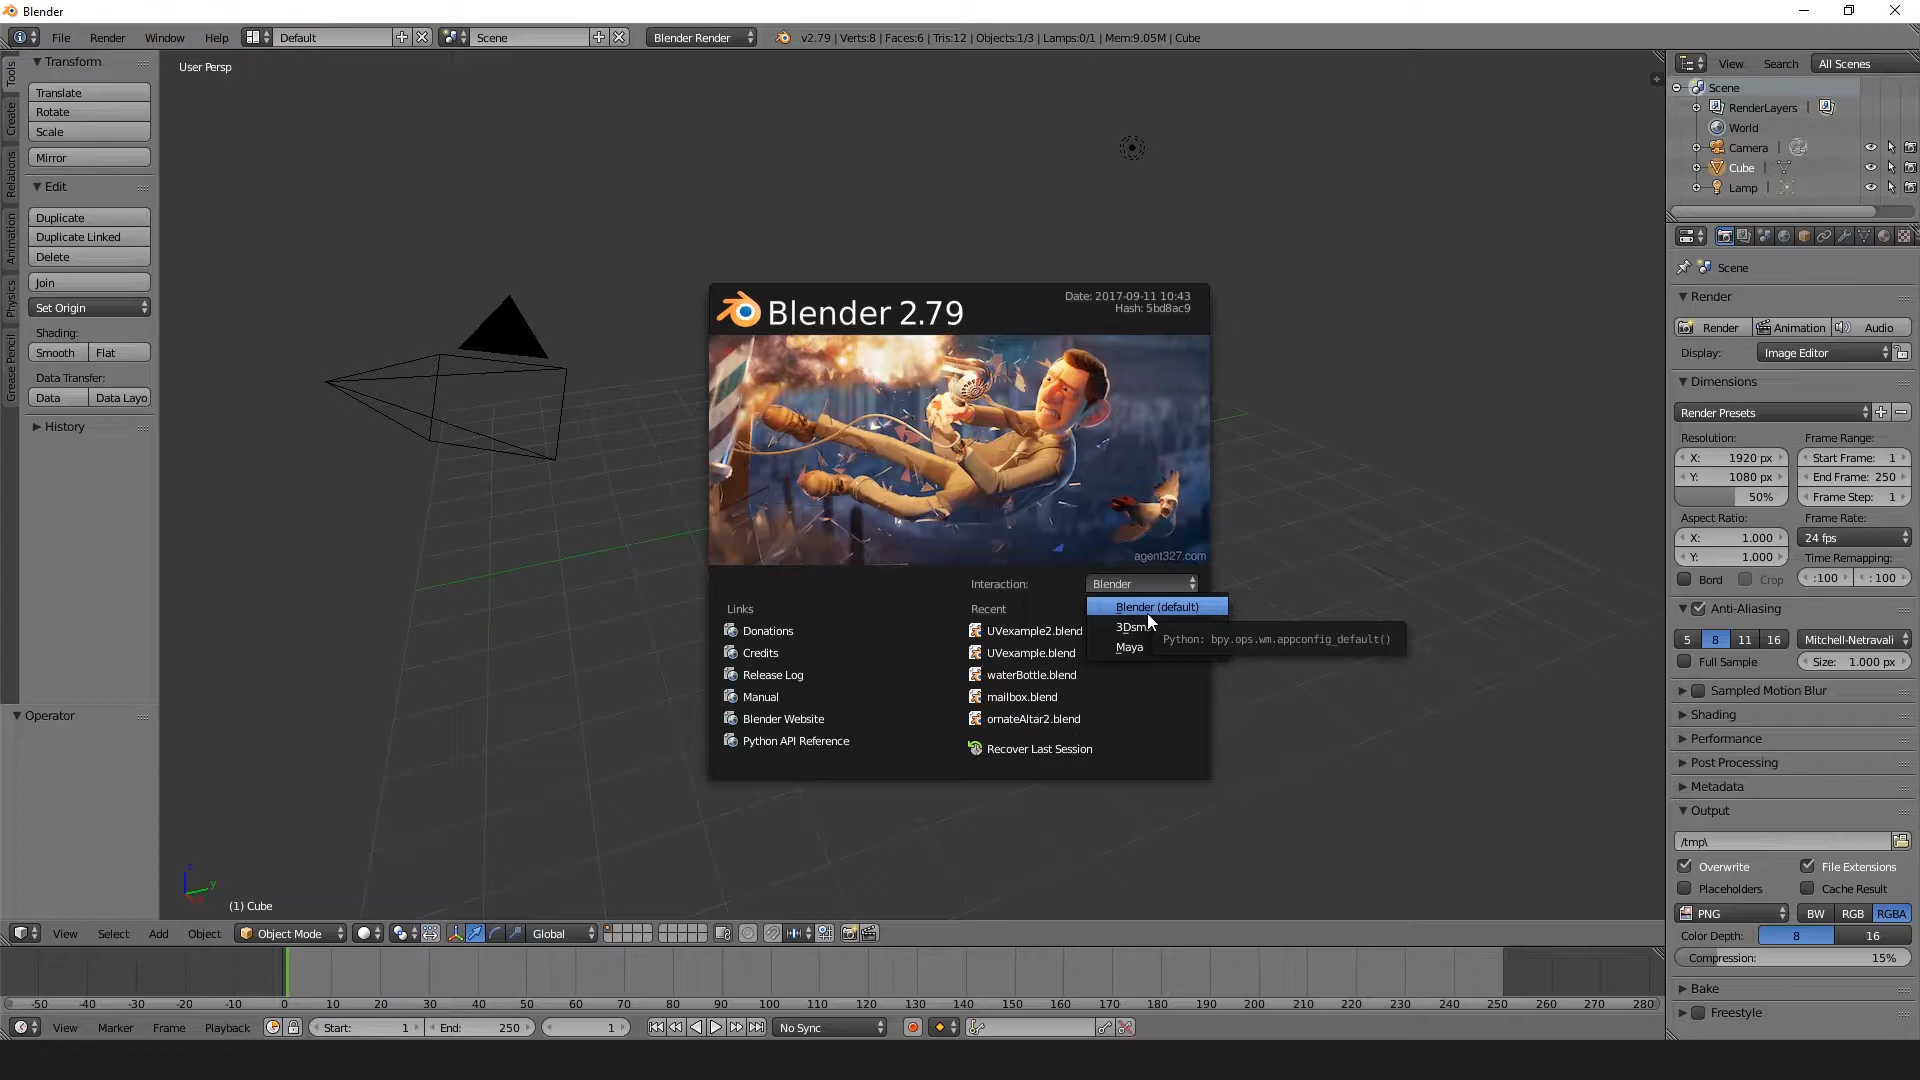 Blender
File Render Window Help Default Scene Blender Render v2.79 | Verts:8 | Faces:6 | Tris:12 | Objects:1/3 | Lamps:0/1 | Mem:9.05M | Cube
Tools
Create
Relations
Animation
Physics
Grease Pencil
Transform
Translate
Rotate
Scale
Mirror
Edit
Duplicate
Duplicate Linked
Delete
Join
Set Origin
Shading:
Smooth Flat
Data Transfer:
Data Data Layo
History
Operator
User Persp
Blender 2.79
Date: 2017-09-11 10:43
Hash: 5bd8ac9
agent327.com
Interaction: Blender
Blender (default)
3Dsm
Maya
Python: bpy.ops.wm.appconfig_default()
Links
Donations
Credits
Release Log
Manual
Blender Website
Python API Reference
Recent
UVexample2.blend
UVexample.blend
waterBottle.blend
mailbox.blend
ornateAltar2.blend
Recover Last Session
z
y
(1) Cube
View Select Add Object Object Mode Global
-50 -40 -30 -20 -10 0 10 20 30 40 50 60 70 80 90 100 110 120 130 140 150 160 170 180 190 200 210 220 230 240 250 260 270 280
View Marker Frame Playback Start: 1 End: 250 1 No Sync
View Search All Scenes
Scene
RenderLayers |
World
Camera |
Cube |
Lamp |
Scene
Render
Render Animation Audio
Display: Image Editor
Dimensions
Render Presets
Resolution: Frame Range:
X: 1920 px Start Frame: 1
Y: 1080 px End Frame: 250
50% Frame Step: 1
Aspect Ratio: Frame Rate:
X: 1.000 24 fps
Y: 1.000 Time Remapping:
Bord Crop :100 : 100
Anti-Aliasing
5 8 11 16 Mitchell-Netravali
Full Sample Size: 1.000 px
Sampled Motion Blur
Shading
Performance
Post Processing
Metadata
Output
/tmp\
Overwrite File Extensions
Placeholders Cache Result
PNG BW RGB RGBA
Color Depth: 8 16
Compression: 15%
Bake
Freestyle